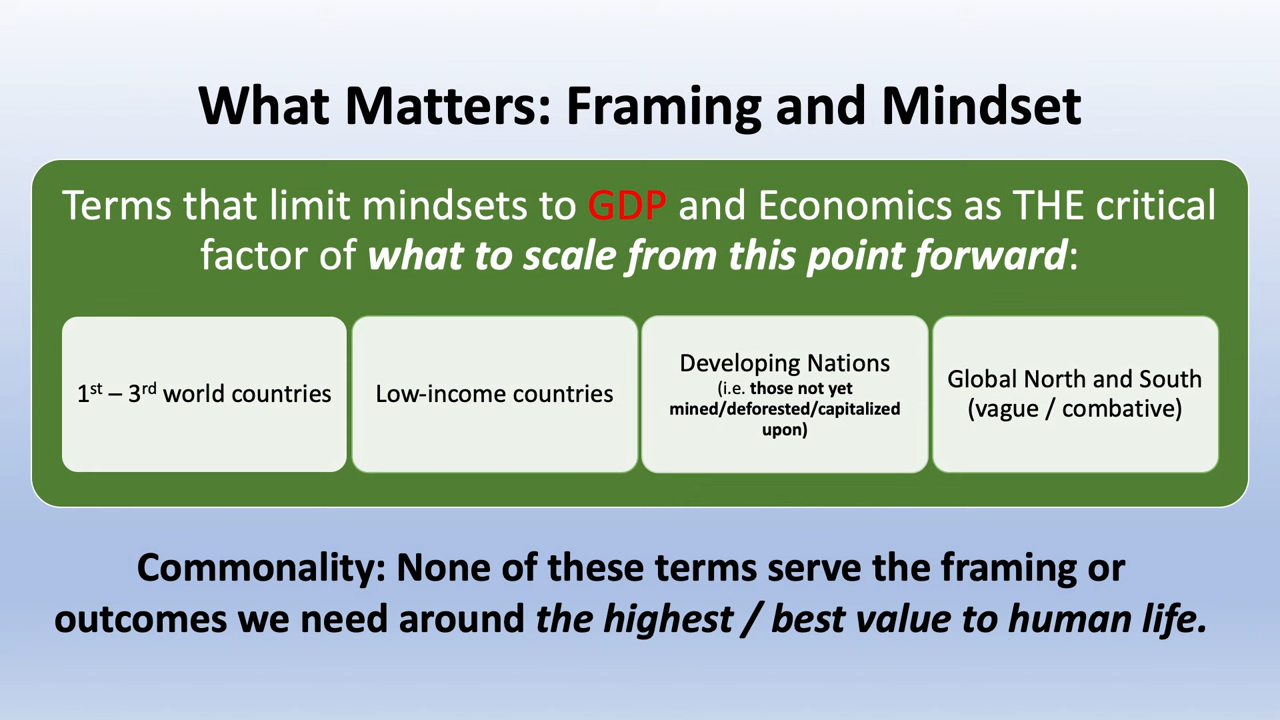 What Matters: Framing and Mindset
Terms that limit mindsets to GDP and Economics as THE critical
factor of what to scale from this point forward:
1st – 3rd world countries
Low-income countries
Developing Nations
(i.e. those not yet
mined/deforested/capitalized
upon)
Global North and South
(vague / combative)
Commonality: None of these terms serve the framing or
outcomes we need around the highest / best value to human life.